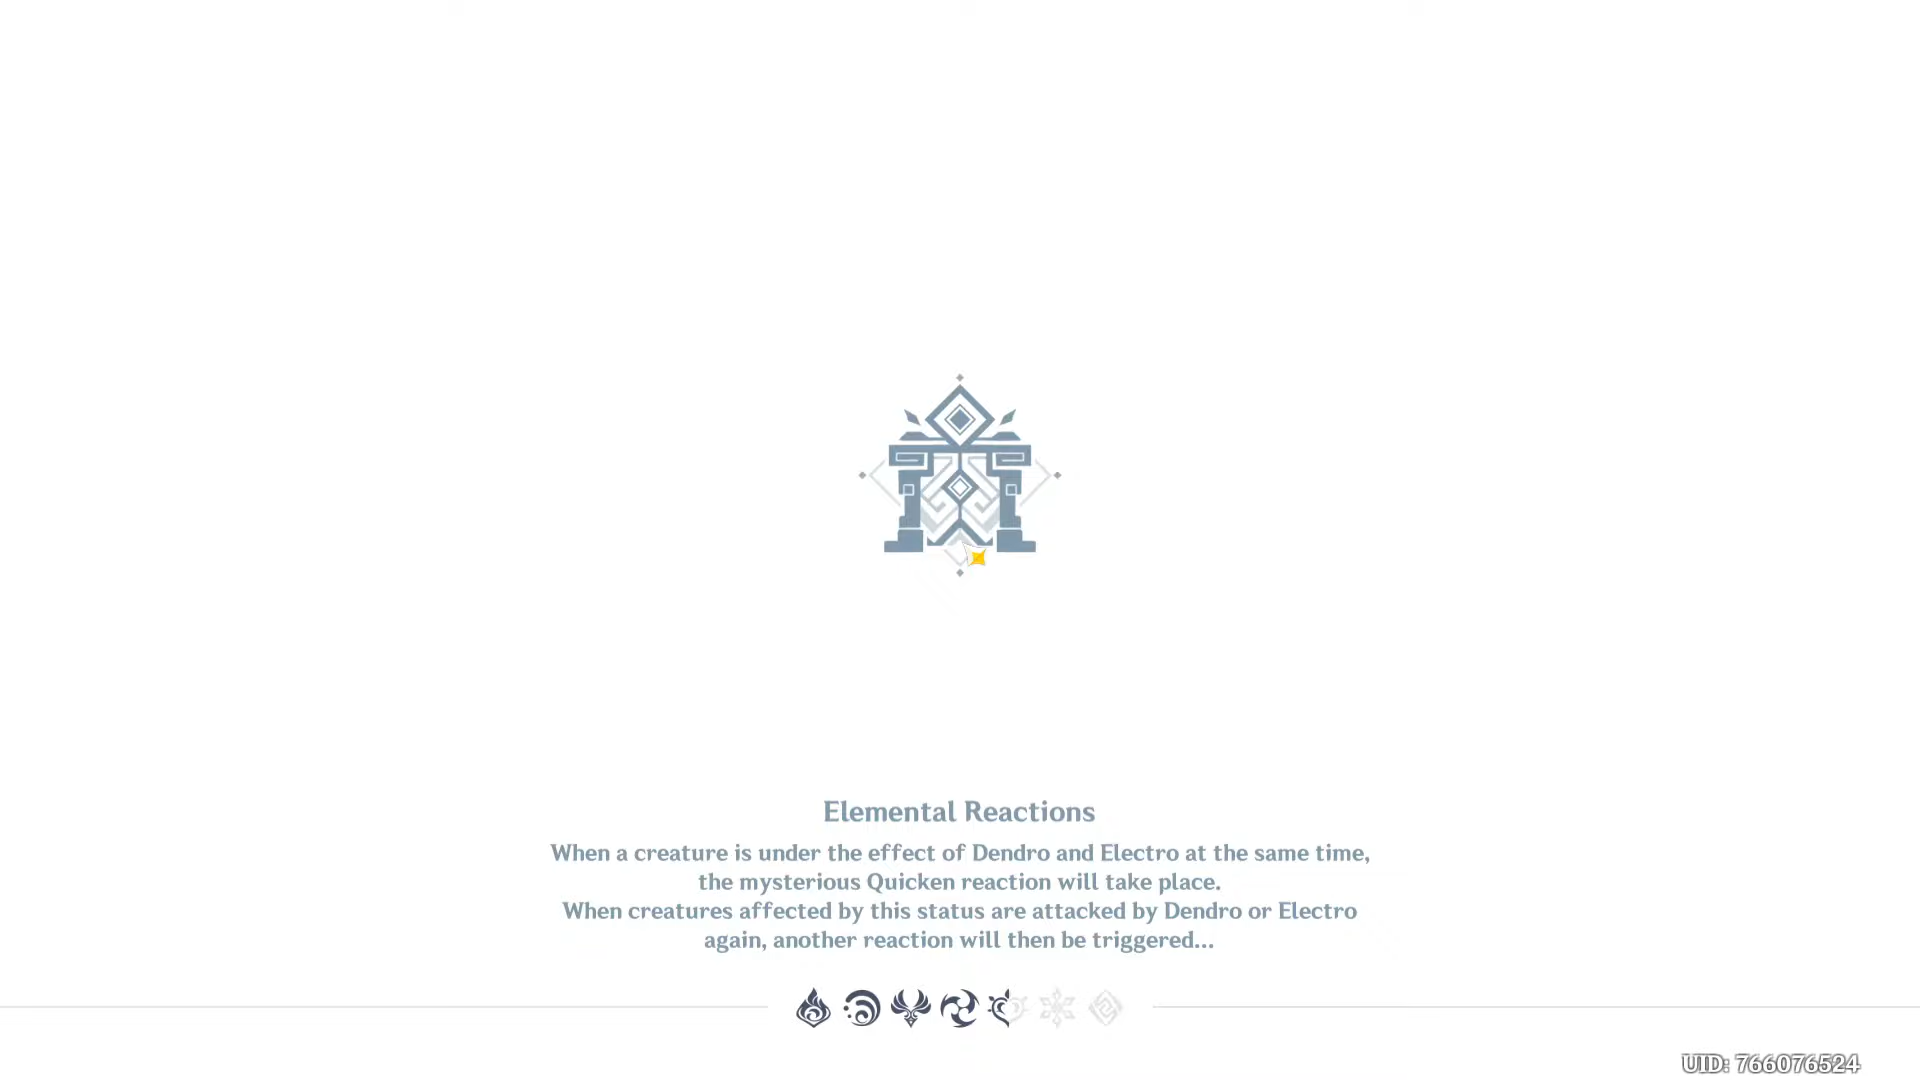 Elemental Reactions
When a creature is under the effect of Dendro and Electro at the same time,
the mysterious Quicken reaction will take place.
When creatures affected by this status are attacked by Dendro or Electro
again, another reaction will then be triggered...
UID: 766076524